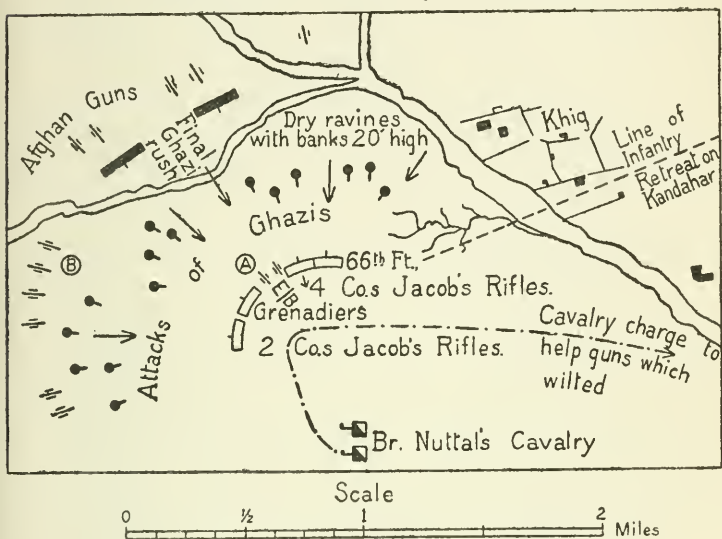 Afghan Guns
Final
Ghazi
rush
Dry ravines
with banks 20' high
Khig
Line of
Infantry
Retreat on
Kandahar
Ghazis
Attacks of
B
A
66th Ft.
E/B
4 Co.s Jacob's Rifles.
Grenadiers
2 Co.s Jacob's Rifles.
Cavalry charge to
help guns which
wilted
Br. Nuttal's Cavalry
Scale
0 ½ 1 2 Miles